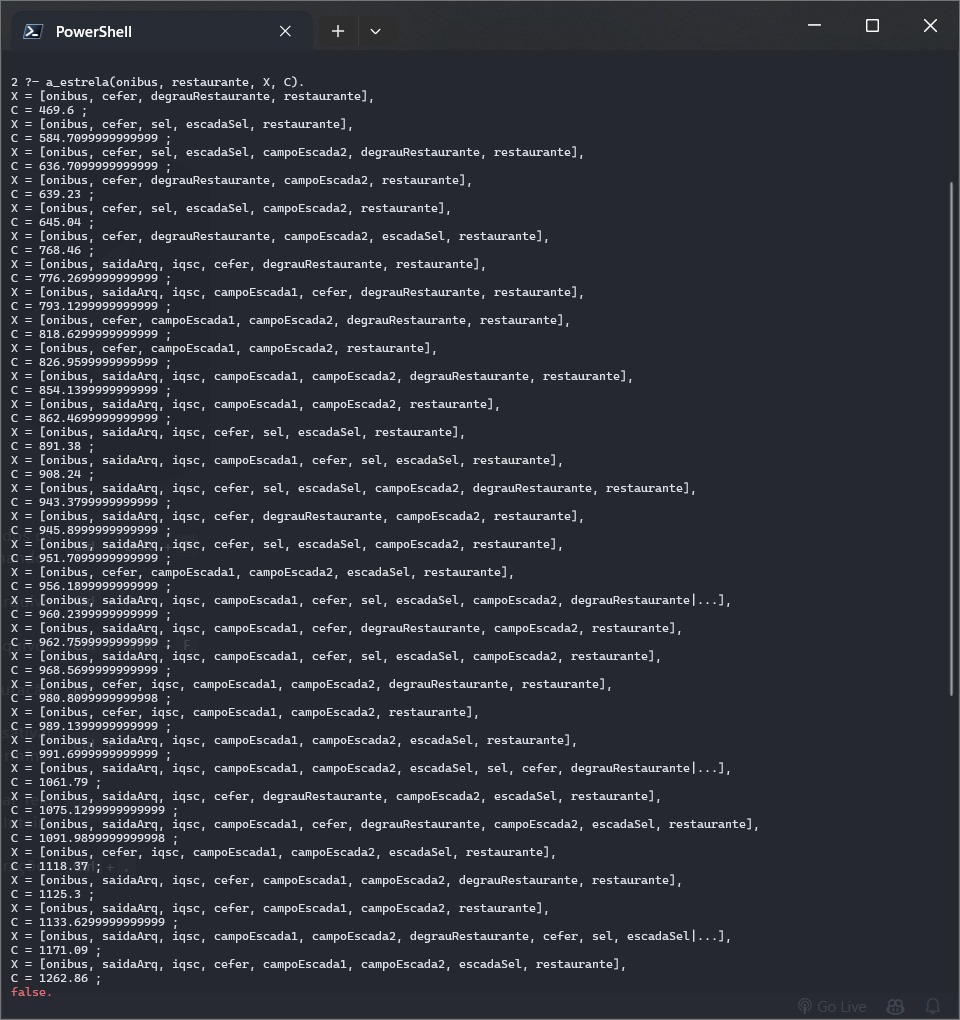 PowerShell
2 ?- a_estrela(onibus, restaurante, X, C).
X = [onibus, cefer, degrauRestaurante, restaurante],
C = 469.6 ;
X = [onibus, cefer, sel, escadaSel, restaurante],
C = 584.7099999999999 ;
X = [onibus, cefer, sel, escadaSel, campoEscada2, degrauRestaurante, restaurante],
C = 636.7099999999999 ;
X = [onibus, cefer, degrauRestaurante, campoEscada2, restaurante],
C = 639.23 ;
X = [onibus, cefer, sel, escadaSel, campoEscada2, restaurante],
C = 645.04 ;
X = [onibus, cefer, degrauRestaurante, campoEscada2, escadaSel, restaurante],
C = 768.46 ;
X = [onibus, saidaArq, iqsc, cefer, degrauRestaurante, restaurante],
C = 776.2699999999999 ;
X = [onibus, saidaArq, iqsc, campoEscada1, cefer, degrauRestaurante, restaurante],
C = 793.1299999999999 ;
X = [onibus, cefer, campoEscada1, campoEscada2, degrauRestaurante, restaurante],
C = 818.6299999999999 ;
X = [onibus, cefer, campoEscada1, campoEscada2, restaurante],
C = 826.9599999999999 ;
X = [onibus, saidaArq, iqsc, campoEscada1, campoEscada2, degrauRestaurante, restaurante],
C = 854.1399999999999 ;
X = [onibus, saidaArq, iqsc, campoEscada1, campoEscada2, restaurante],
C = 862.4699999999999 ;
X = [onibus, saidaArq, iqsc, cefer, sel, escadaSel, restaurante],
C = 891.38 ;
X = [onibus, saidaArq, iqsc, campoEscada1, cefer, sel, escadaSel, restaurante],
C = 908.24 ;
X = [onibus, saidaArq, iqsc, cefer, sel, escadaSel, campoEscada2, degrauRestaurante, restaurante],
C = 943.3799999999999 ;
X = [onibus, saidaArq, iqsc, cefer, degrauRestaurante, campoEscada2, restaurante],
C = 945.8999999999999 ;
X = [onibus, saidaArq, iqsc, cefer, sel, escadaSel, campoEscada2, restaurante],
C = 951.7099999999999 ;
X = [onibus, cefer, campoEscada1, campoEscada2, escadaSel, restaurante],
C = 956.1899999999999 ;
X = [onibus, saidaArq, iqsc, campoEscada1, cefer, sel, escadaSel, campoEscada2, degrauRestaurante|...],
C = 960.2399999999999 ;
X = [onibus, saidaArq, iqsc, campoEscada1, cefer, degrauRestaurante, campoEscada2, restaurante],
C = 962.7599999999999 ;
X = [onibus, saidaArq, iqsc, campoEscada1, cefer, sel, escadaSel, campoEscada2, restaurante],
C = 968.5699999999999 ;
X = [onibus, cefer, iqsc, campoEscada1, campoEscada2, degrauRestaurante, restaurante],
C = 980.8099999999998 ;
X = [onibus, cefer, iqsc, campoEscada1, campoEscada2, restaurante],
C = 989.1399999999999 ;
X = [onibus, saidaArq, iqsc, campoEscada1, campoEscada2, escadaSel, restaurante],
C = 991.6999999999999 ;
X = [onibus, saidaArq, iqsc, campoEscada1, campoEscada2, escadaSel, sel, cefer, degrauRestaurante|...],
C = 1061.79 ;
X = [onibus, saidaArq, iqsc, cefer, degrauRestaurante, campoEscada2, escadaSel, restaurante],
C = 1075.1299999999999 ;
X = [onibus, saidaArq, iqsc, campoEscada1, cefer, degrauRestaurante, campoEscada2, escadaSel, restaurante],
C = 1091.9899999999998 ;
X = [onibus, cefer, iqsc, campoEscada1, campoEscada2, escadaSel, restaurante],
C = 1118.37 ;
X = [onibus, saidaArq, iqsc, cefer, campoEscada1, campoEscada2, degrauRestaurante, restaurante],
C = 1125.3 ;
X = [onibus, saidaArq, iqsc, cefer, campoEscada1, campoEscada2, restaurante],
C = 1133.6299999999999 ;
X = [onibus, saidaArq, iqsc, campoEscada1, campoEscada2, degrauRestaurante, cefer, sel, escadaSel|...],
C = 1171.09 ;
X = [onibus, saidaArq, iqsc, cefer, campoEscada1, campoEscada2, escadaSel, restaurante],
C = 1262.86 ;
false.
Go Live